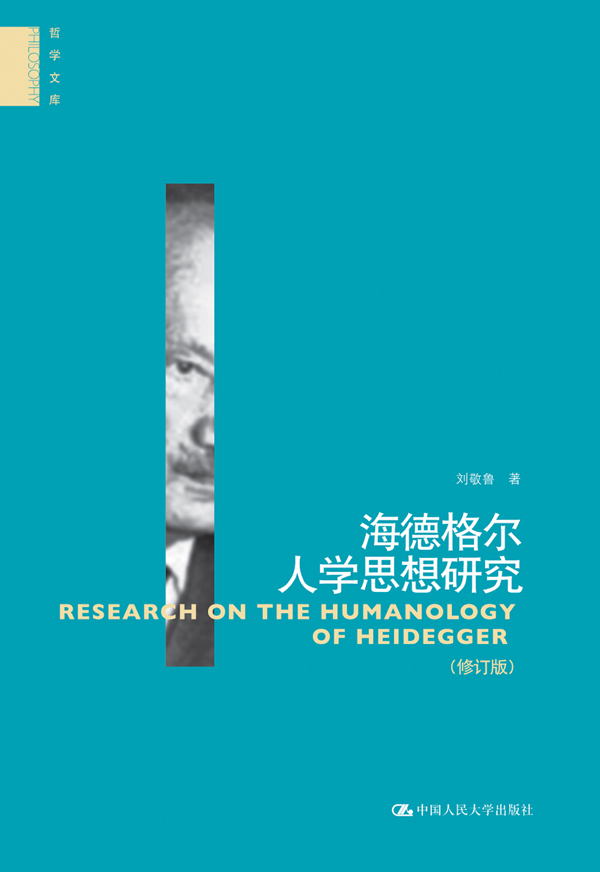 PHILOSOPHY
哲学文库
刘敬鲁 著
海德格尔
人学思想研究
RESEARCH ON THE HUMANOLOGY
OF HEIDEGGER
（修订版）
中国人民大学出版社